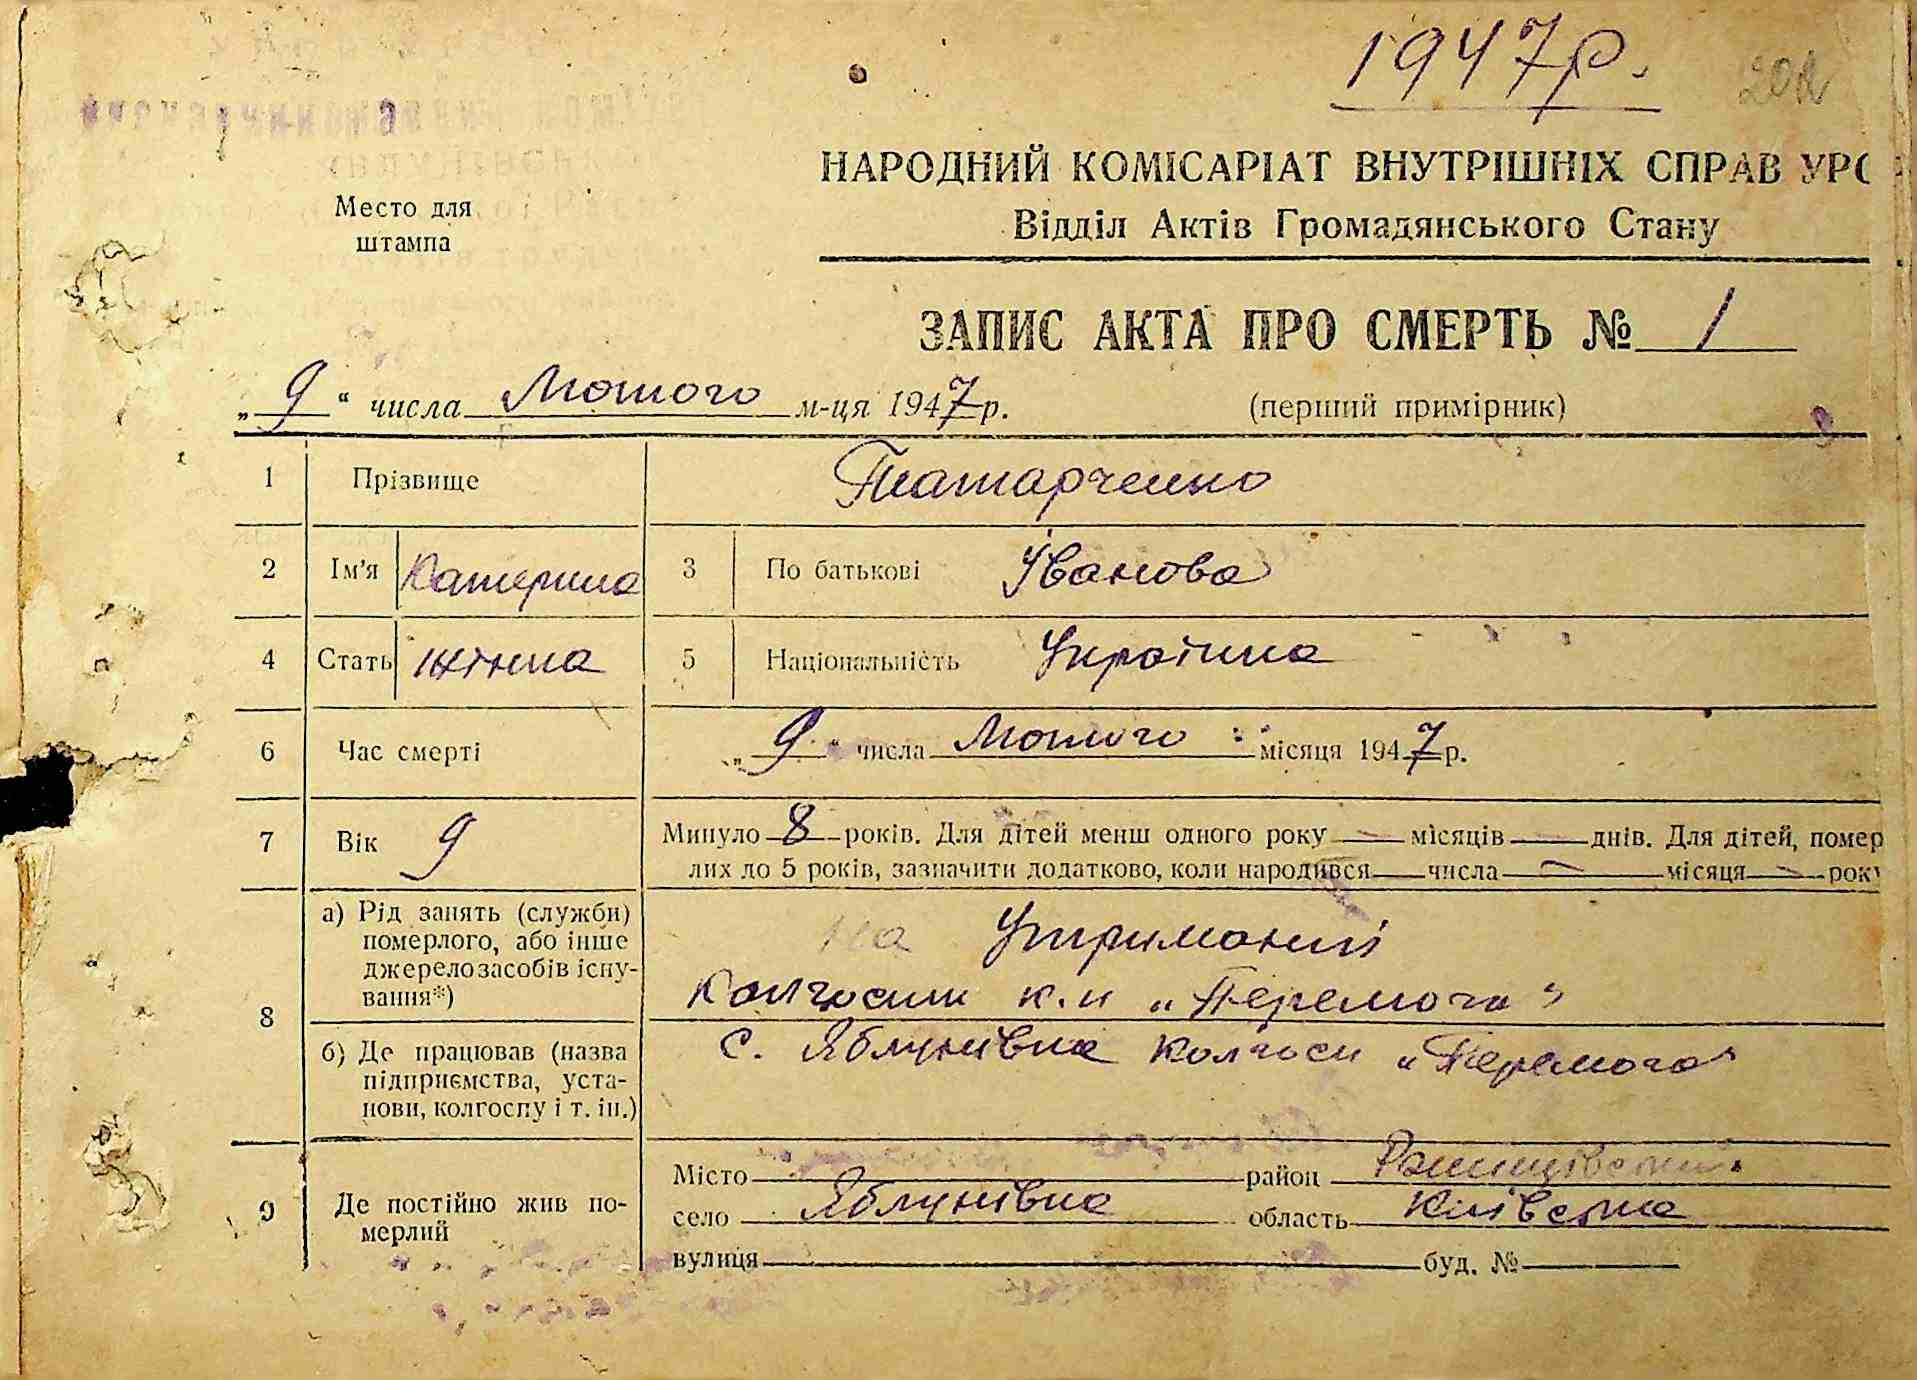 1947р.
202
НАРОДНИЙ КОМІСАРІАТ ВНУТРІШНІХ СПРАВ УРС
Відділ Актів Громадянського Стану
Место для
штампа
ЗАПИС АКТА ПРО СМЕРТЬ № 1
„ 9 “ числа Лютого м-ця 1947 р.
(перший примірник)
1 Прізвище Татарченко
2 Ім'я Катерина 3 По батькові Іванова
4 Стать жінка 5 Національність Українка
6 Час смерті „ 9 “ числа Лютого місяця 1947 р.
7 Вік 9 Минуло 8 років. Для дітей менш одного року — місяців — днів. Для дітей, помер
лих до 5 років, зазначити додатково, коли народився — числа — місяця — року
8 а) Рід занять (служби)
померлого, або інше
джерело засобів існу-
вання*)
на Утриманні
колгоспн к.и „Перемога"
б) Де працював (назва
підприємства, уста-
нови, колгоспу і т. ін.)
с. Яблунівка колгосп „Перемога"
9 Де постійно жив по-
мерлий
Місто район
село Яблунівка область Київська
вулиця буд. №